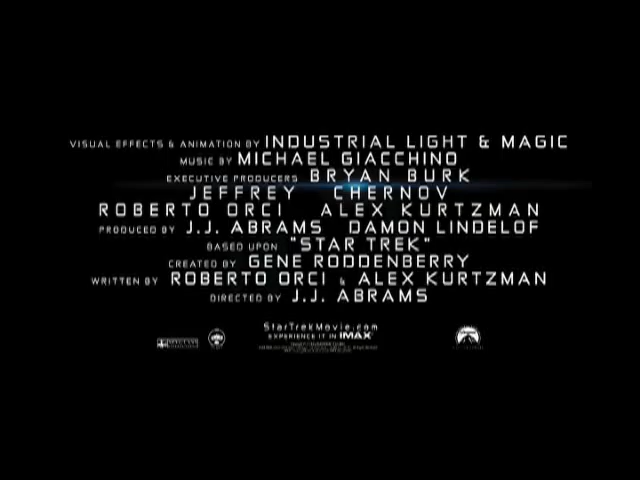 VISUAL EFFECTS & ANIMATION BY INDUSTRIAL LIGHT & MAGIC
MUSIC BY MICHAEL GIACCHINO
EXECUTIVE PRODUCERS BRYAN BURK
JEFFREY CHERNOV
ROBERTO ORCI ALEX KURTZMAN
PRODUCED BY J.J. ABRAMS DAMON LINDELOF
BASED UPON "STAR TREK"
CREATED BY GENE RODDENBERRY
WRITTEN BY ROBERTO ORCI & ALEX KURTZMAN
DIRECTED BY J.J. ABRAMS
StarTrekMovie.com
EXPERIENCE IT IN IMAX